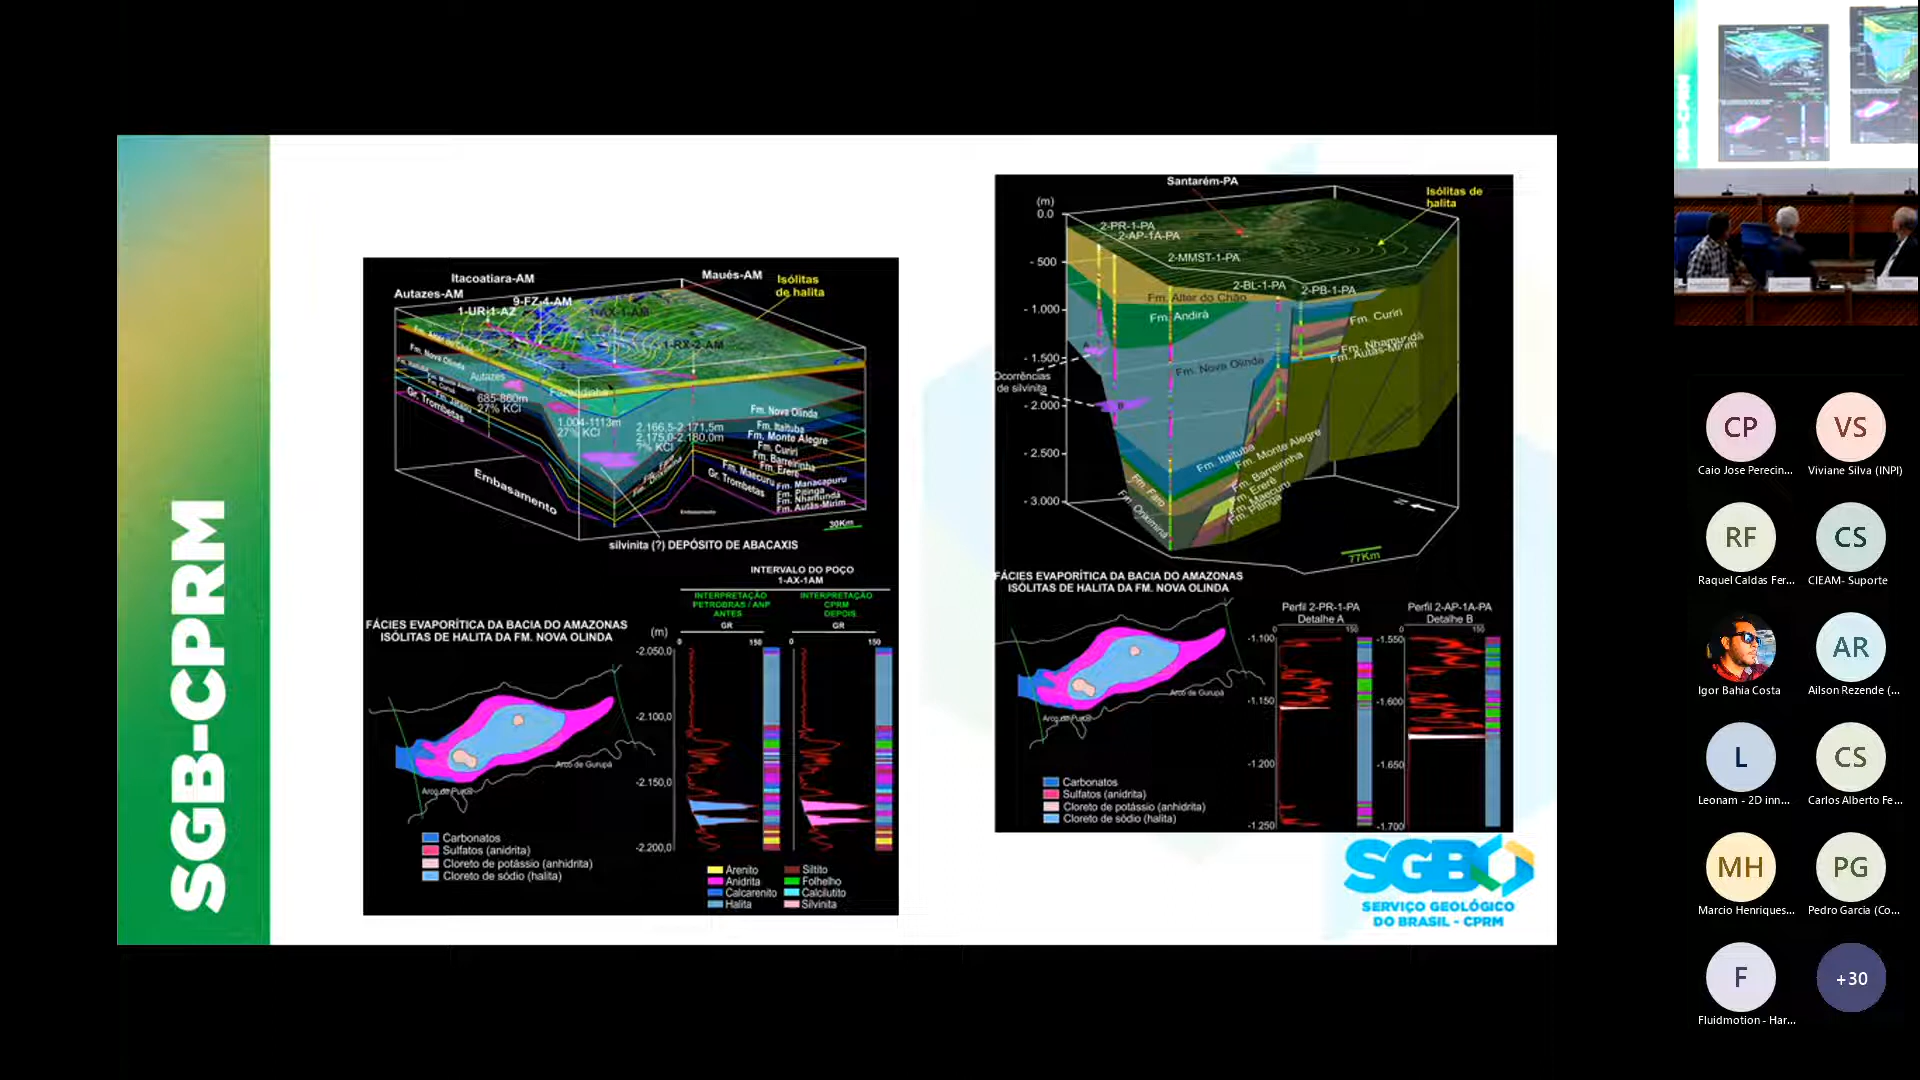 SGB-CPRM
Itacoatiara-AM
Maués-AM
Isólitas
de halita
Autazes-AM
9-FZ-4-AM
1-URI-1-AZ
1-AX-1-AM
1-RX-2-AM
Fm. Nova Olinda
Autazes
Fazendinha
685-860m
27% KCl
Gr. Trombetas
1.004-1113m
27% KCl
2.166,5-2.171,5m
2.175,0-2.180,0m
7% KCl
Fm. Nova Olinda
Fm. Itaituba
Fm. Monte Alegre
Fm. Curiri
Fm. Barreirinha
Fm. Ererê
Fm. Maecuru
Gr. Trombetas
Fm. Manacapuru
Fm. Pitinga
Fm. Nhamundá
Fm. Autás-Mirim
Embasamento
Embasamento
30Km
silvinita (?) DEPÓSITO DE ABACAXIS
INTERVALO DO POÇO
1-AX-1AM
INTERPRETAÇÃO
PETROBRAS / ANP
ANTES
INTERPRETAÇÃO
CPRM
DEPOIS
GR
GR
FÁCIES EVAPORÍTICA DA BACIA DO AMAZONAS
ISÓLITAS DE HALITA DA FM. NOVA OLINDA
(m)
0 150 0 150
-2.050,0
-2.100,0
-2.150,0
-2.200,0
Arco de Gurupá
Arco de Purus
Carbonatos
Sulfatos (anidrita)
Cloreto de potássio (anhidrita)
Cloreto de sódio (halita)
Arenito
Anidrita
Calcarenito
Halita
Siltito
Folhelho
Calcilutito
Silvinita
Santarém-PA
Isólitas de
halita
(m)
0.0
- 500
-1.000
- 1.500
- 2.000
- 2.500
- 3.000
2-PR-1-PA
2-AP-1A-PA
2-MMST-1-PA
2-BL-1-PA
2-PB-1-PA
Fm. Alter do Chão
Fm. Andirá
Fm. Curiri
Fm. Nhamundá
Fm. Autás-Mirim
Fm. Nova Olinda
A
Ocorrências
de silvinita
B
Fm. Itaituba
Fm. Monte Alegre
Fm. Barreirinha
Fm. Ererê
Fm. Maecuru
Fm. Pitinga
Fm. Faro
Fm. Oriximiná
77Km
FÁCIES EVAPORÍTICA DA BACIA DO AMAZONAS
ISÓLITAS DE HALITA DA FM. NOVA OLINDA
Perfil 2-PR-1-PA
Detalhe A
Perfil 2-AP-1A-PA
Detalhe B
0 150 0 150
-1.100
-1.150
-1.200
-1.250
-1.550
-1.600
-1.650
-1.700
Arco de Gurupá
Arco de Purus
Carbonatos
Sulfatos (anidrita)
Cloreto de potássio (anhidrita)
Cloreto de sódio (halita)
SGB
SERVIÇO GEOLÓGICO
DO BRASIL - CPRM
CP
Caio Jose Perecin...
VS
Viviane Silva (INPI)
RF
Raquel Caldas Fer...
CS
CIEAM- Suporte
Igor Bahia Costa
AR
Ailson Rezende (...
L
Leonam - 2D inn...
CS
Carlos Alberto Fe...
MH
Marcio Henriques...
PG
Pedro Garcia (Co...
F
Fluidmotion - Har...
+30